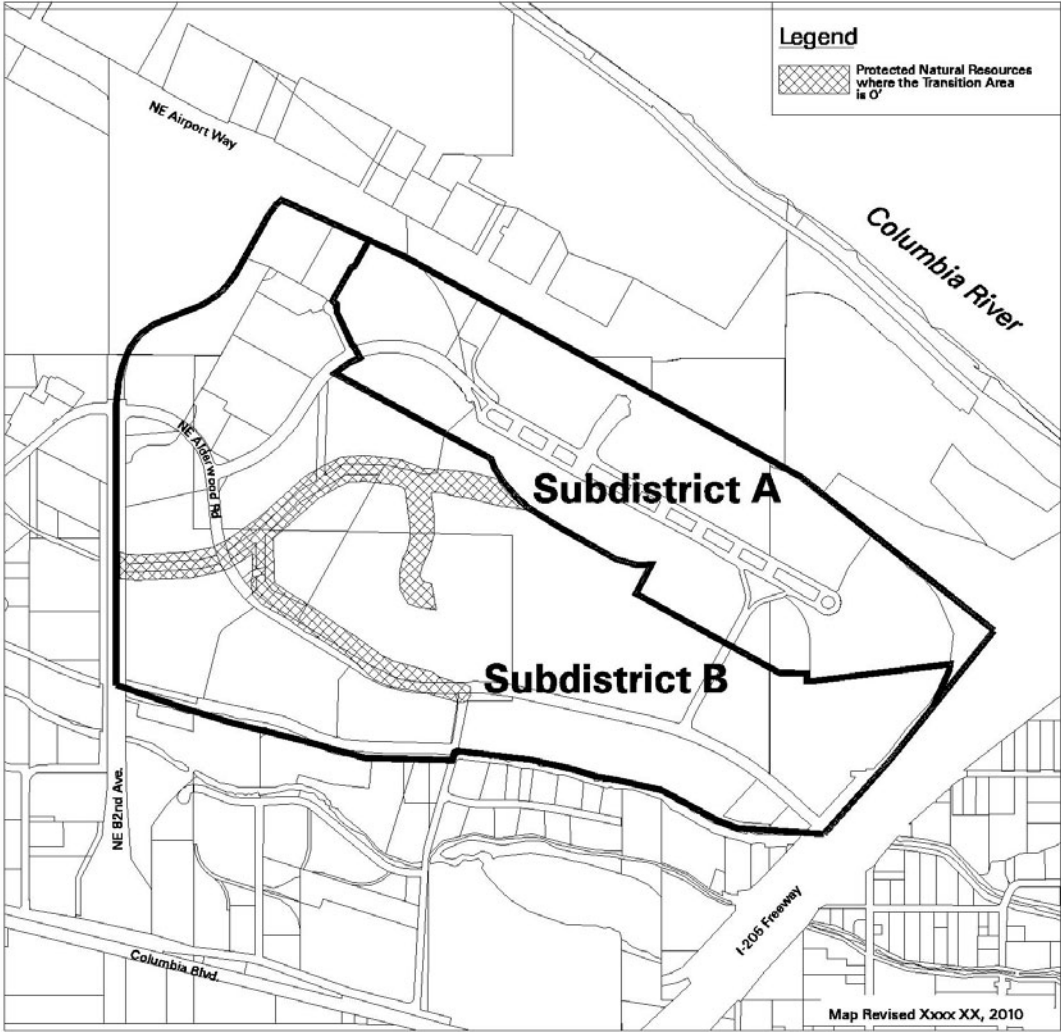 Legend
Protected Natural Resources
where the Transition Area
is 0'
NE Airport Way
Columbia River
NE Alderwood Rd
Subdistrict A
Subdistrict B
NE 82nd Ave.
I-205 Freeway
Columbia Blvd.
Map Revised Xxxx XX, 2010